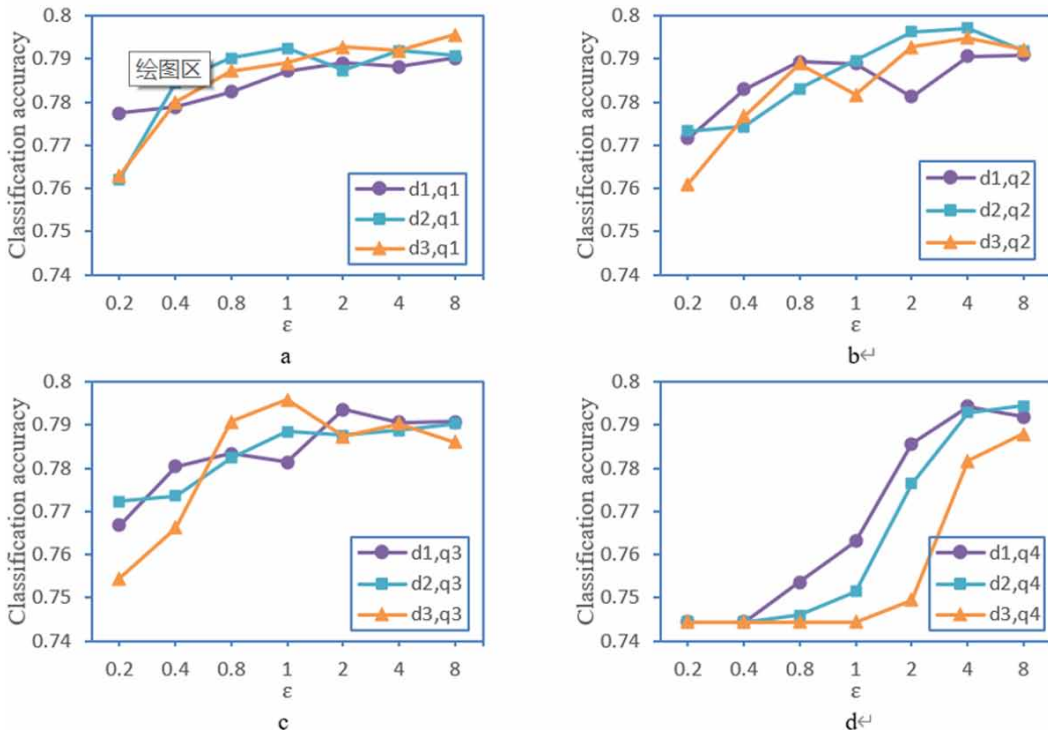 0.8
0.79
0.78
0.77
0.76
0.75
0.74
Classification accuracy
绘图区
d1,q1
d2,q1
d3,q1
0.2 0.4 0.8 1 2 4 8
ε
a
0.8
0.79
0.78
0.77
0.76
0.75
0.74
Classification accuracy
d1,q2
d2,q2
d3,q2
0.2 0.4 0.8 1 2 4 8
ε
b↵
0.8
0.79
0.78
0.77
0.76
0.75
0.74
Classification accuracy
d1,q3
d2,q3
d3,q3
0.2 0.4 0.8 1 2 4 8
ε
c
0.8
0.79
0.78
0.77
0.76
0.75
0.74
Classification accuracy
d1,q4
d2,q4
d3,q4
0.2 0.4 0.8 1 2 4 8
ε
d↵